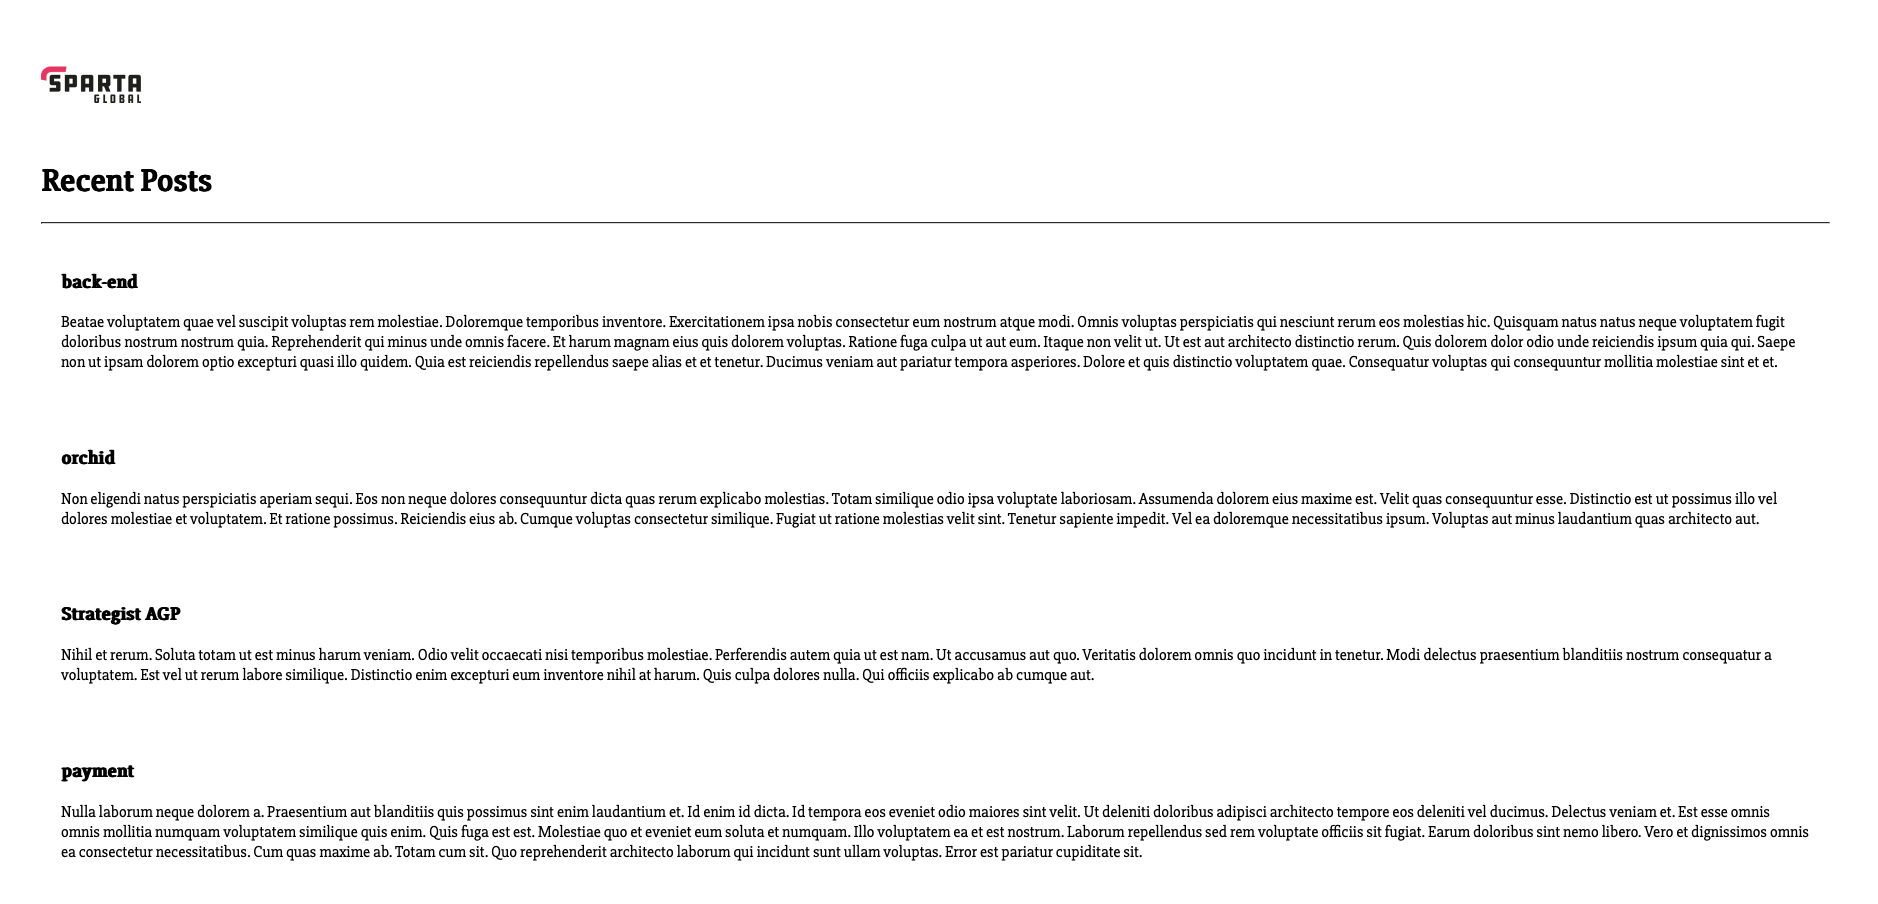 SPARTA
GLOBAL
Recent Posts
back-end
Beatae voluptatem quae vel suscipit voluptas rem molestiae. Doloremque temporibus inventore. Exercitationem ipsa nobis consectetur eum nostrum atque modi. Omnis voluptas perspiciatis qui nesciunt rerum eos molestias hic. Quisquam natus natus neque voluptatem fugit
doloribus nostrum nostrum quia. Reprehenderit qui minus unde omnis facere. Et harum magnam eius quis dolorem voluptas. Ratione fuga culpa ut aut eum. Itaque non velit ut. Ut est aut architecto distinctio rerum. Quis dolorem dolor odio unde reiciendis ipsum quia qui. Saepe
non ut ipsam dolorem optio excepturi quasi illo quidem. Quia est reiciendis repellendus saepe alias et et tenetur. Ducimus veniam aut pariatur tempora asperiores. Dolore et quis distinctio voluptatem quae. Consequatur voluptas qui consequuntur mollitia molestiae sint et et.
orchid
Non eligendi natus perspiciatis aperiam sequi. Eos non neque dolores consequuntur dicta quas rerum explicabo molestias. Totam similique odio ipsa voluptate laboriosam. Assumenda dolorem eius maxime est. Velit quas consequuntur esse. Distinctio est ut possimus illo vel
dolores molestiae et voluptatem. Et ratione possimus. Reiciendis eius ab. Cumque voluptas consectetur similique. Fugiat ut ratione molestias velit sint. Tenetur sapiente impedit. Vel ea doloremque necessitatibus ipsum. Voluptas aut minus laudantium quas architecto aut.
Strategist AGP
Nihil et rerum. Soluta totam ut est minus harum veniam. Odio velit occaecati nisi temporibus molestiae. Perferendis autem quia ut est nam. Ut accusamus aut quo. Veritatis dolorem omnis quo incidunt in tenetur. Modi delectus praesentium blanditiis nostrum consequatur a
voluptatem. Est vel ut rerum labore similique. Distinctio enim excepturi eum inventore nihil at harum. Quis culpa dolores nulla. Qui officiis explicabo ab cumque aut.
payment
Nulla laborum neque dolorem a. Praesentium aut blanditiis quis possimus sint enim laudantium et. Id enim id dicta. Id tempora eos eveniet odio maiores sint velit. Ut deleniti doloribus adipisci architecto tempore eos deleniti vel ducimus. Delectus veniam et. Est esse omnis
omnis mollitia numquam voluptatem similique quis enim. Quis fuga est est. Molestiae quo et eveniet eum soluta et numquam. Illo voluptatem ea et est nostrum. Laborum repellendus sed rem voluptate officiis sit fugiat. Earum doloribus sint nemo libero. Vero et dignissimos omnis
ea consectetur necessitatibus. Cum quas maxime ab. Totam cum sit. Quo reprehenderit architecto laborum qui incidunt sunt ullam voluptas. Error est pariatur cupiditate sit.